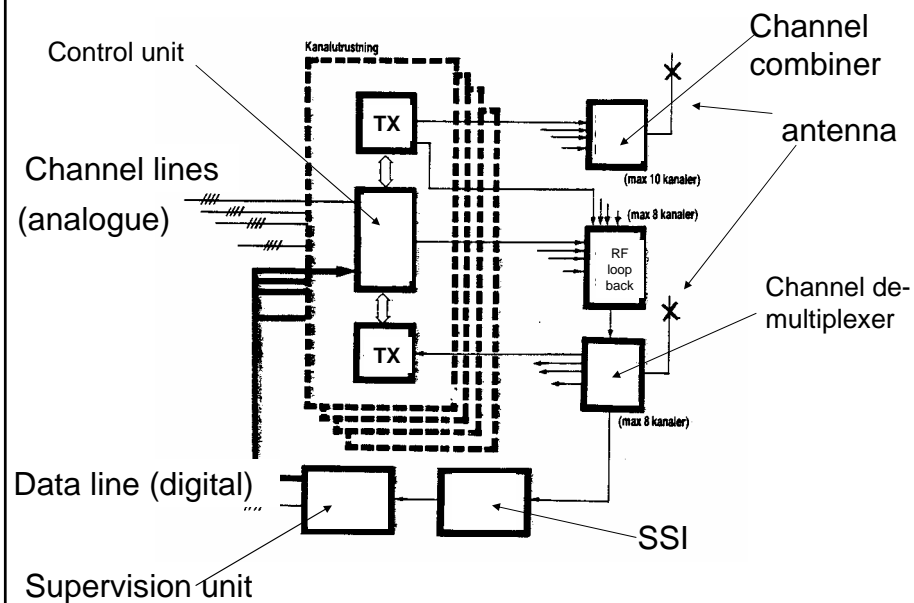 Kanalutrustning
Control unit
Channel
combiner
TX
antenna
Channel lines
(analogue)
(max 10 kanaler)
(max 8 kanaler)
RF
loop
back
Channel de-
multiplexer
TX
(max 8 kanaler)
Data line (digital)
SSI
Supervision unit